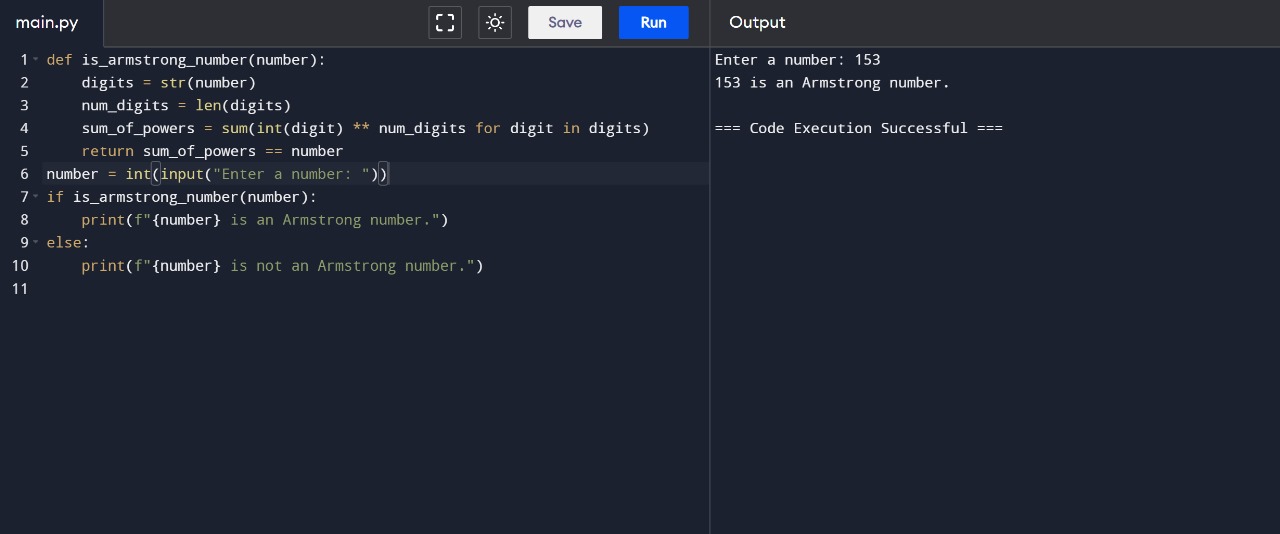 main.py
Save
Run
Output
1 def is_armstrong_number(number):
2     digits = str(number)
3     num_digits = len(digits)
4     sum_of_powers = sum(int(digit) ** num_digits for digit in digits)
5     return sum_of_powers == number
6 number = int(input("Enter a number: "))
7 if is_armstrong_number(number):
8     print(f"{number} is an Armstrong number.")
9 else:
10     print(f"{number} is not an Armstrong number.")
11
Enter a number: 153
153 is an Armstrong number.
=== Code Execution Successful ===